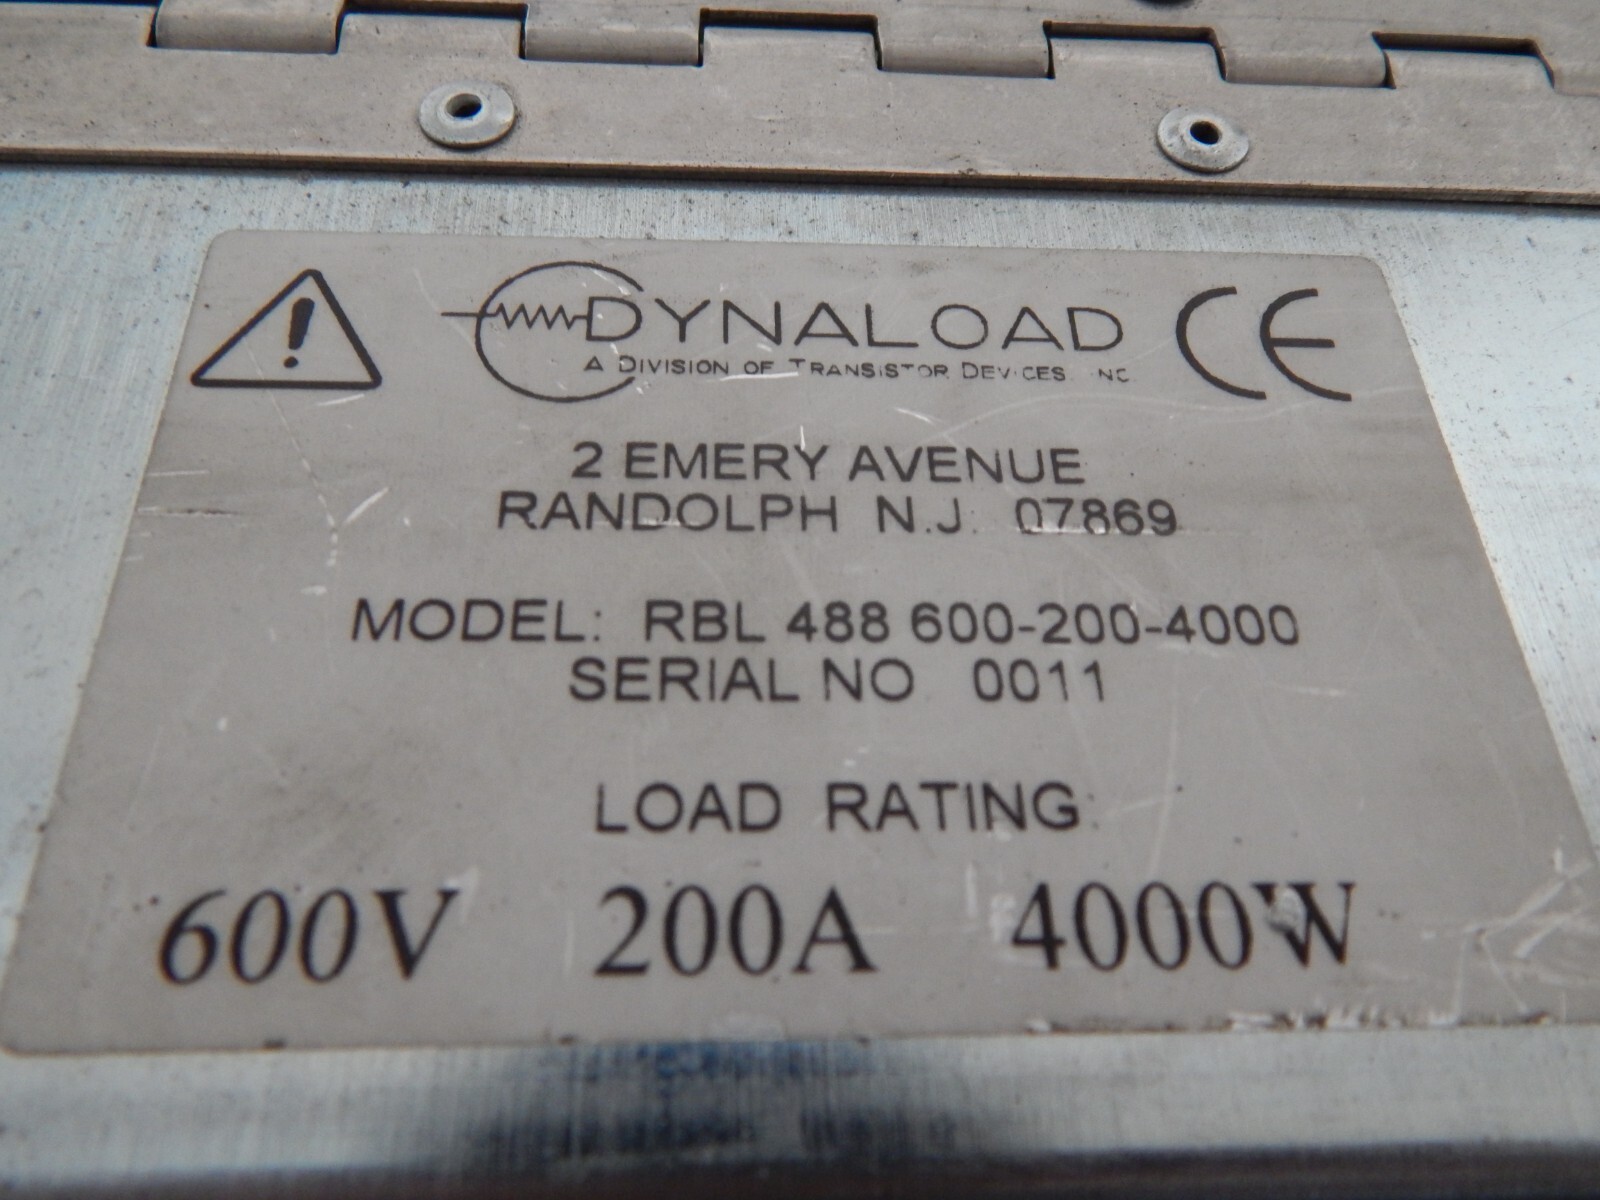 DYNALOAD CE
A DIVISION OF TRANSISTOR DEVICES, INC.
2 EMERY AVENUE
RANDOLPH N.J. 07869
MODEL: RBL 488 600-200-4000
SERIAL NO 0011
LOAD RATING:
600V 200A 4000W